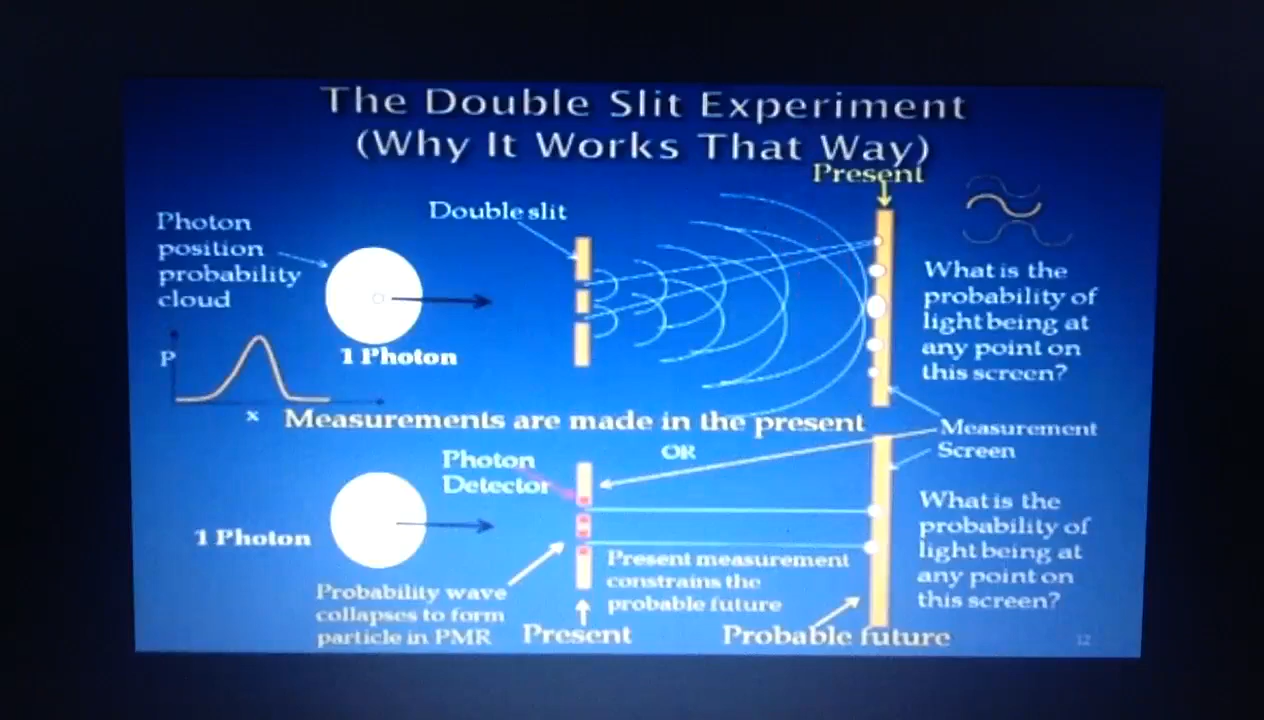 The Double Slit Experiment
(Why It Works That Way)
Present
Double slit
Photon
position
probability
cloud
What is the
probability of
light being at
any point on
this screen?
1 Photon
P
x
Measurements are made in the present
Measurement
Screen
OR
Photon
Detector
1 Photon
What is the
probability of
light being at
any point on
this screen?
Present measurement
constrains the
probable future
Probability wave
collapses to form
particle in PMR
Present
Probable future
12